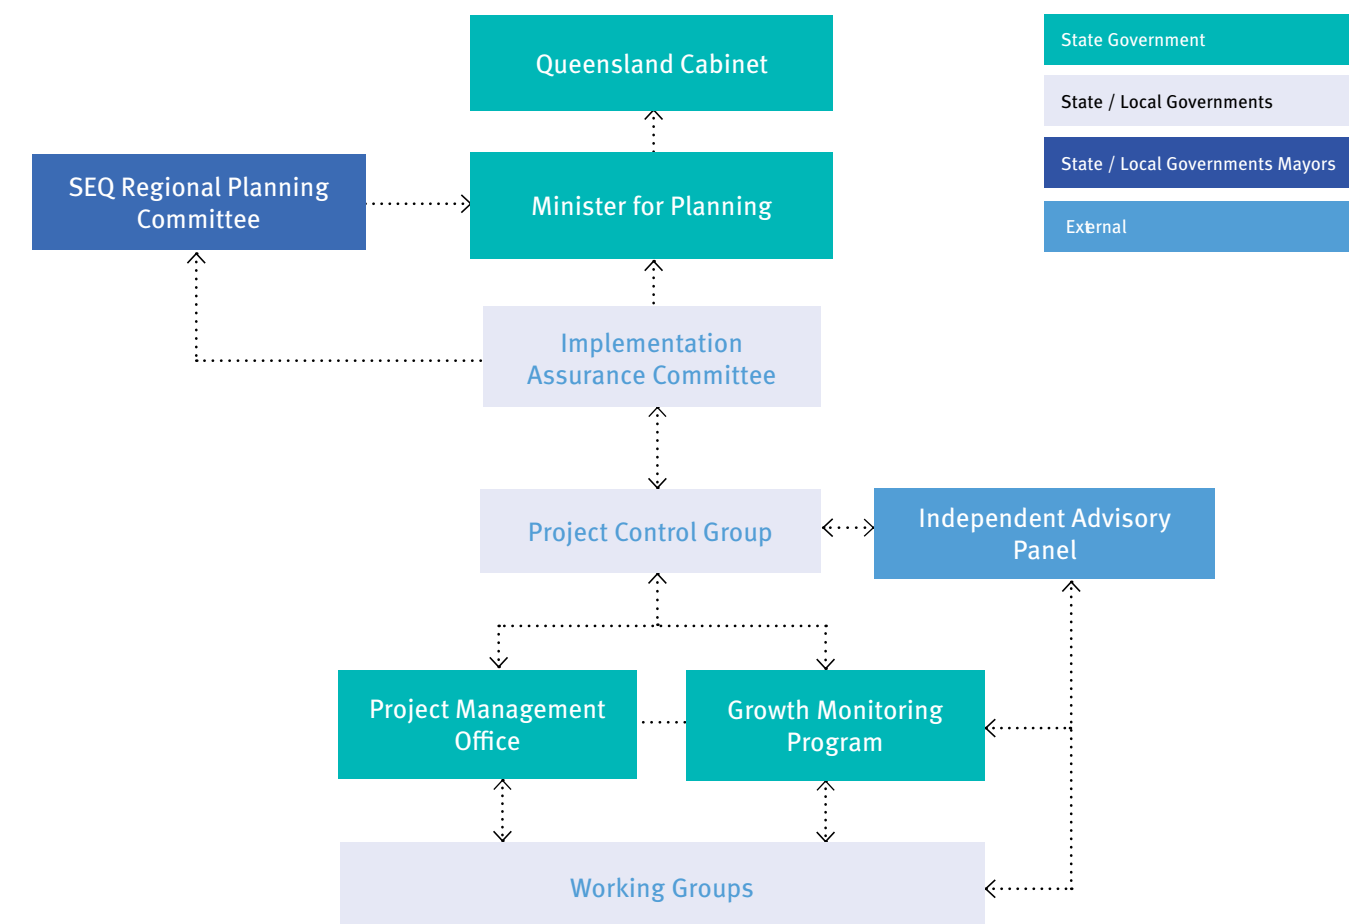 Queensland Cabinet
State Government
State / Local Governments
State / Local Governments Mayors
External
SEQ Regional Planning
Committee
Minister for Planning
Implementation
Assurance Committee
Project Control Group
Independent Advisory
Panel
Project Management
Office
Growth Monitoring
Program
Working Groups